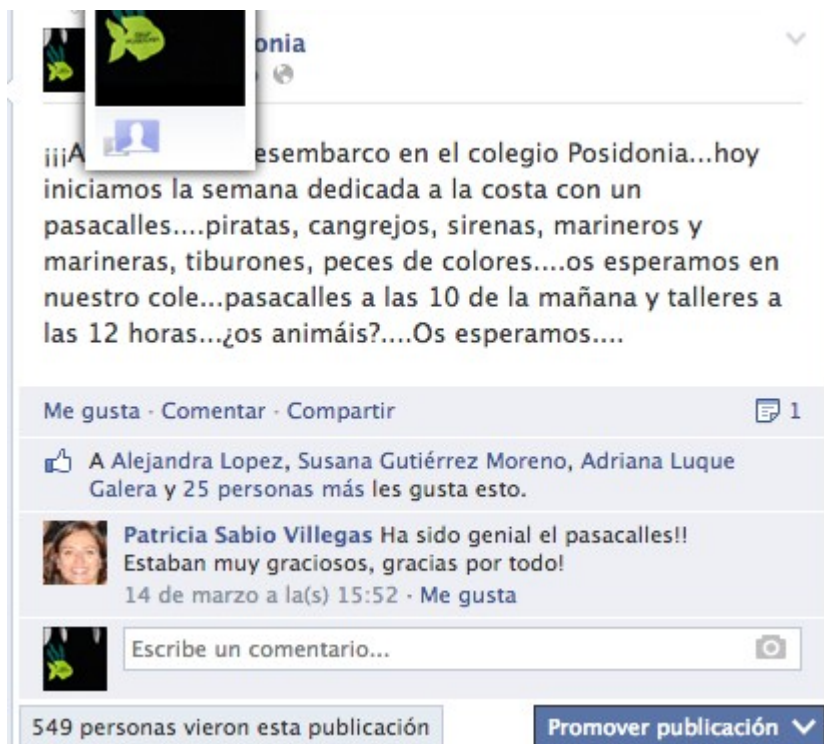 onia
¡¡¡A esembarco en el colegio Posidonia...hoy
iniciamos la semana dedicada a la costa con un
pasacalles....piratas, cangrejos, sirenas, marineros y
marineras, tiburones, peces de colores....os esperamos en
nuestro cole...pasacalles a las 10 de la mañana y talleres a
las 12 horas...¿os animáis?....Os esperamos....
Me gusta · Comentar · Compartir 1
A Alejandra Lopez, Susana Gutiérrez Moreno, Adriana Luque
Galera y 25 personas más les gusta esto.
Patricia Sabio Villegas Ha sido genial el pasacalles!!
Estaban muy graciosos, gracias por todo!
14 de marzo a la(s) 15:52 · Me gusta
Escribe un comentario...
549 personas vieron esta publicación Promover publicación